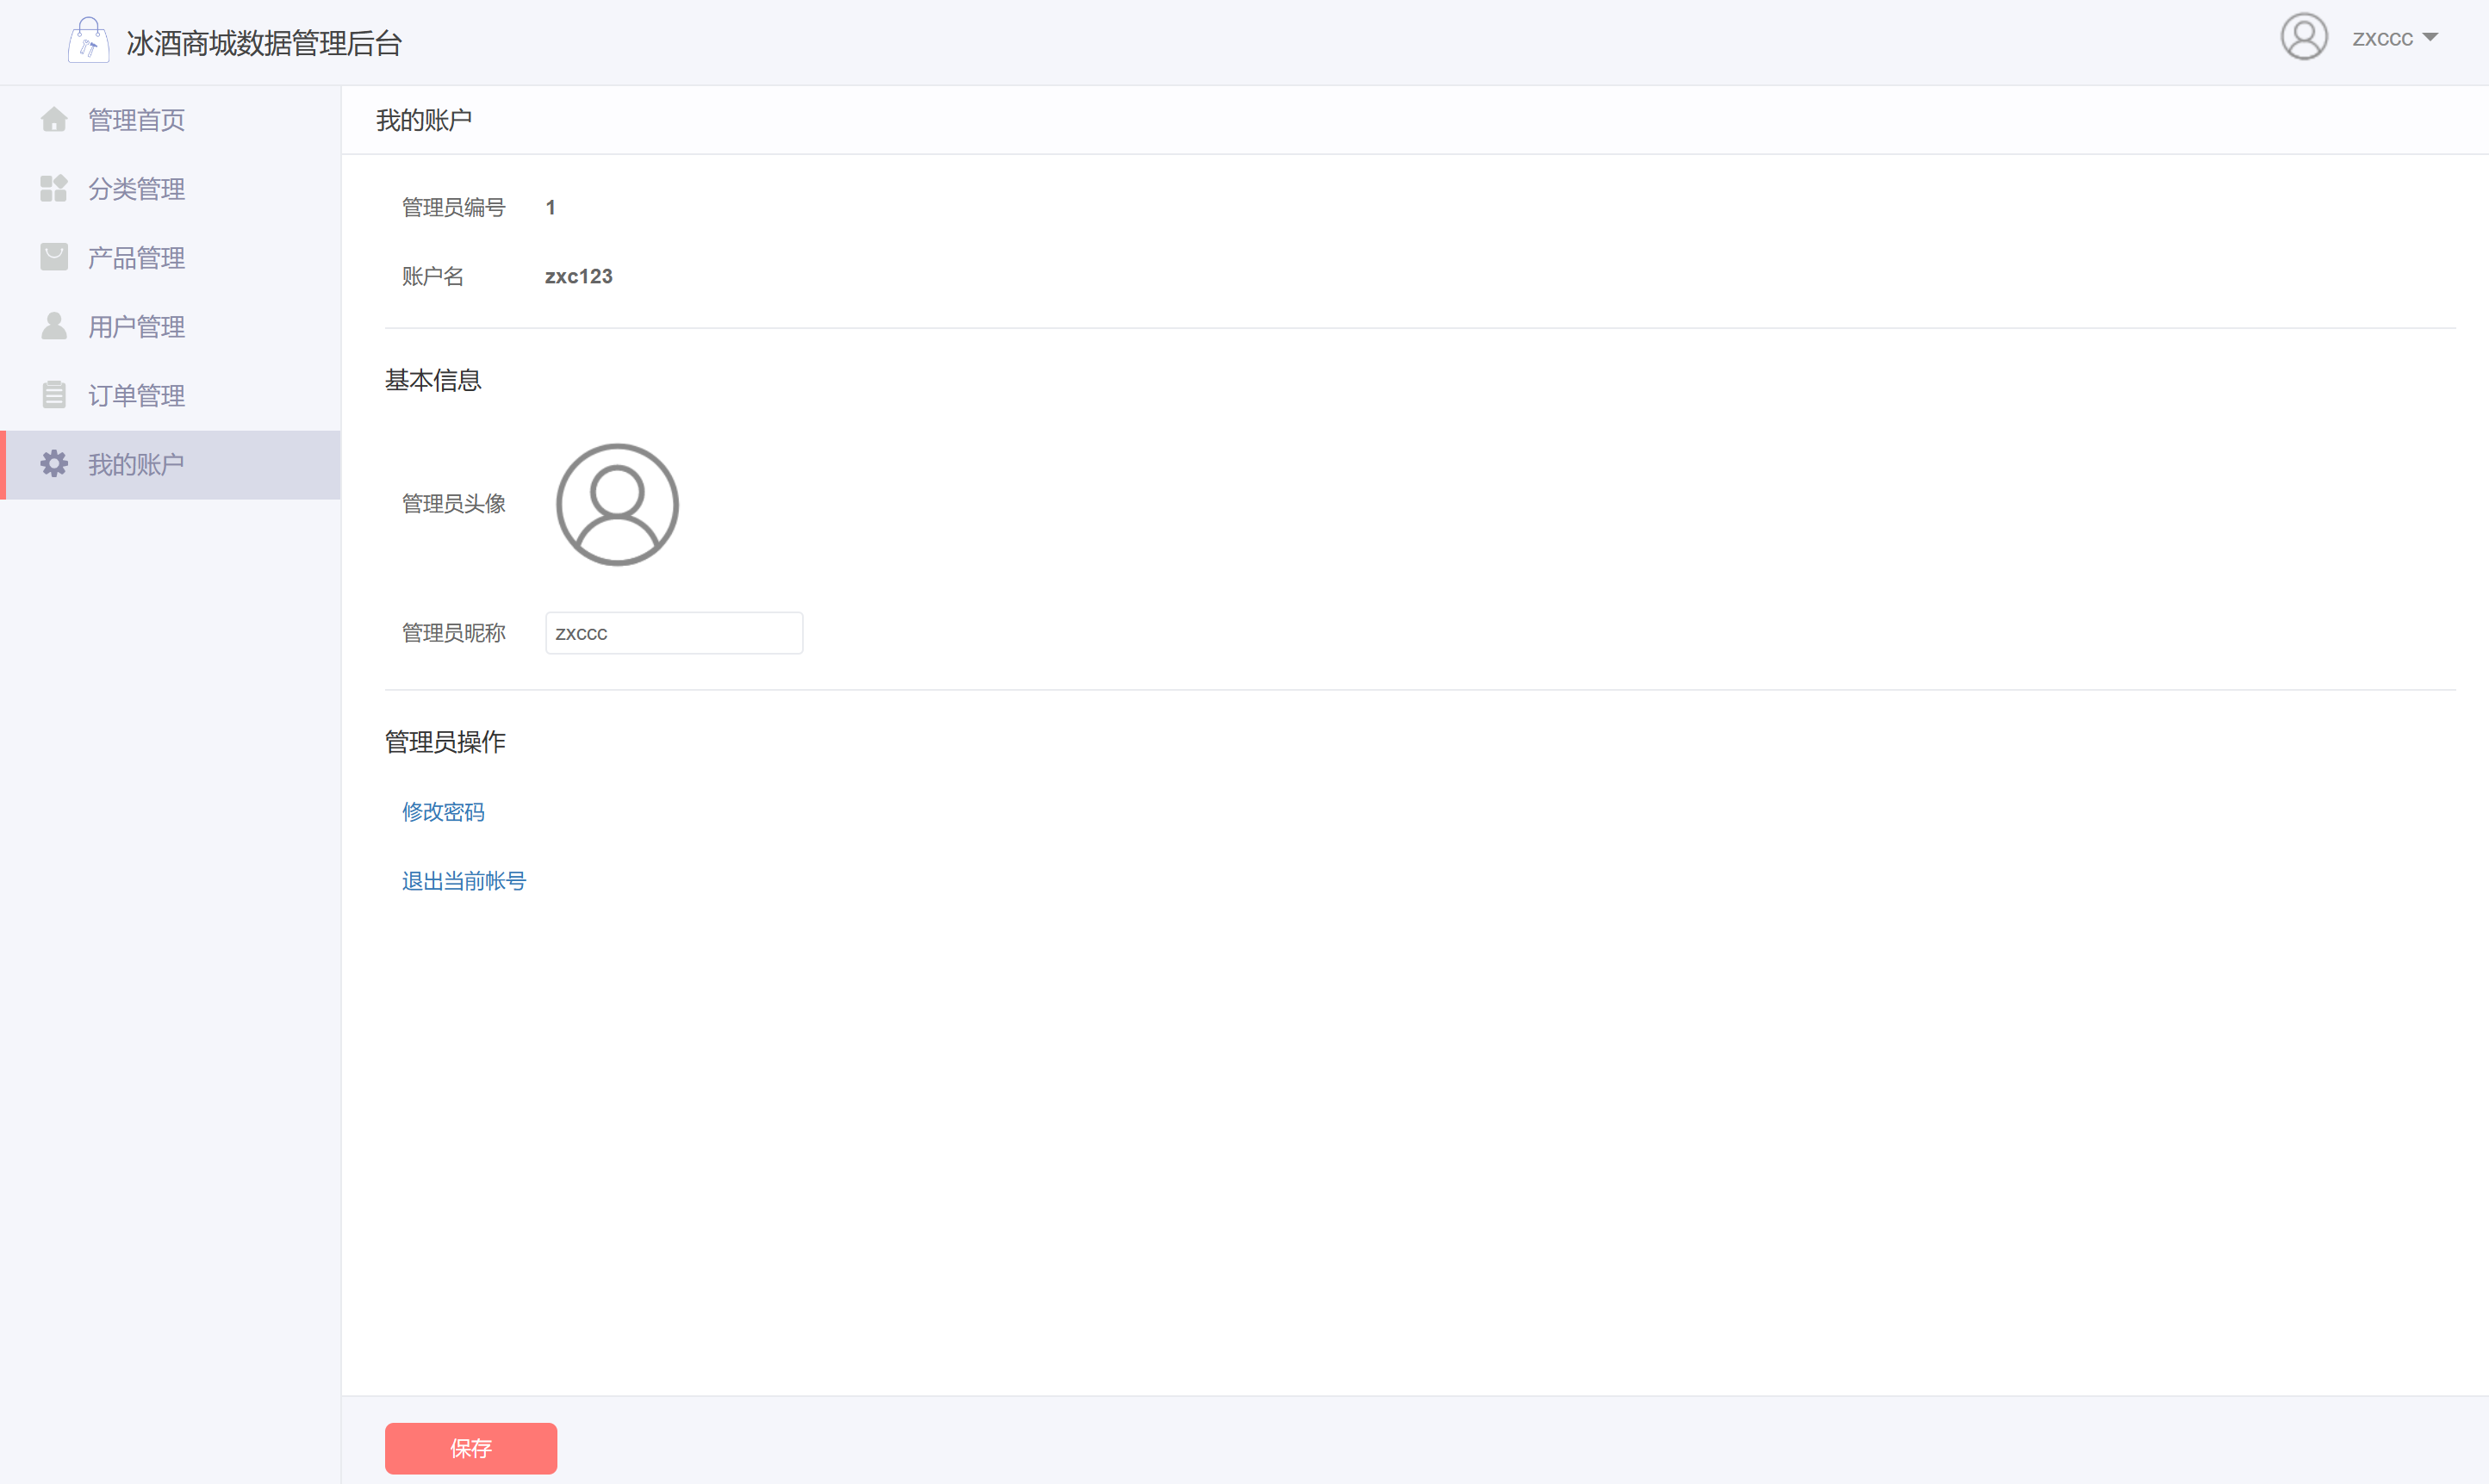 冰酒商城数据管理后台
zxccc
管理首页
分类管理
产品管理
用户管理
订单管理
我的账户
我的账户
管理员编号 1
账户名 zxc123
基本信息
管理员头像
管理员昵称 zxccc
管理员操作
修改密码
退出当前帐号
保存